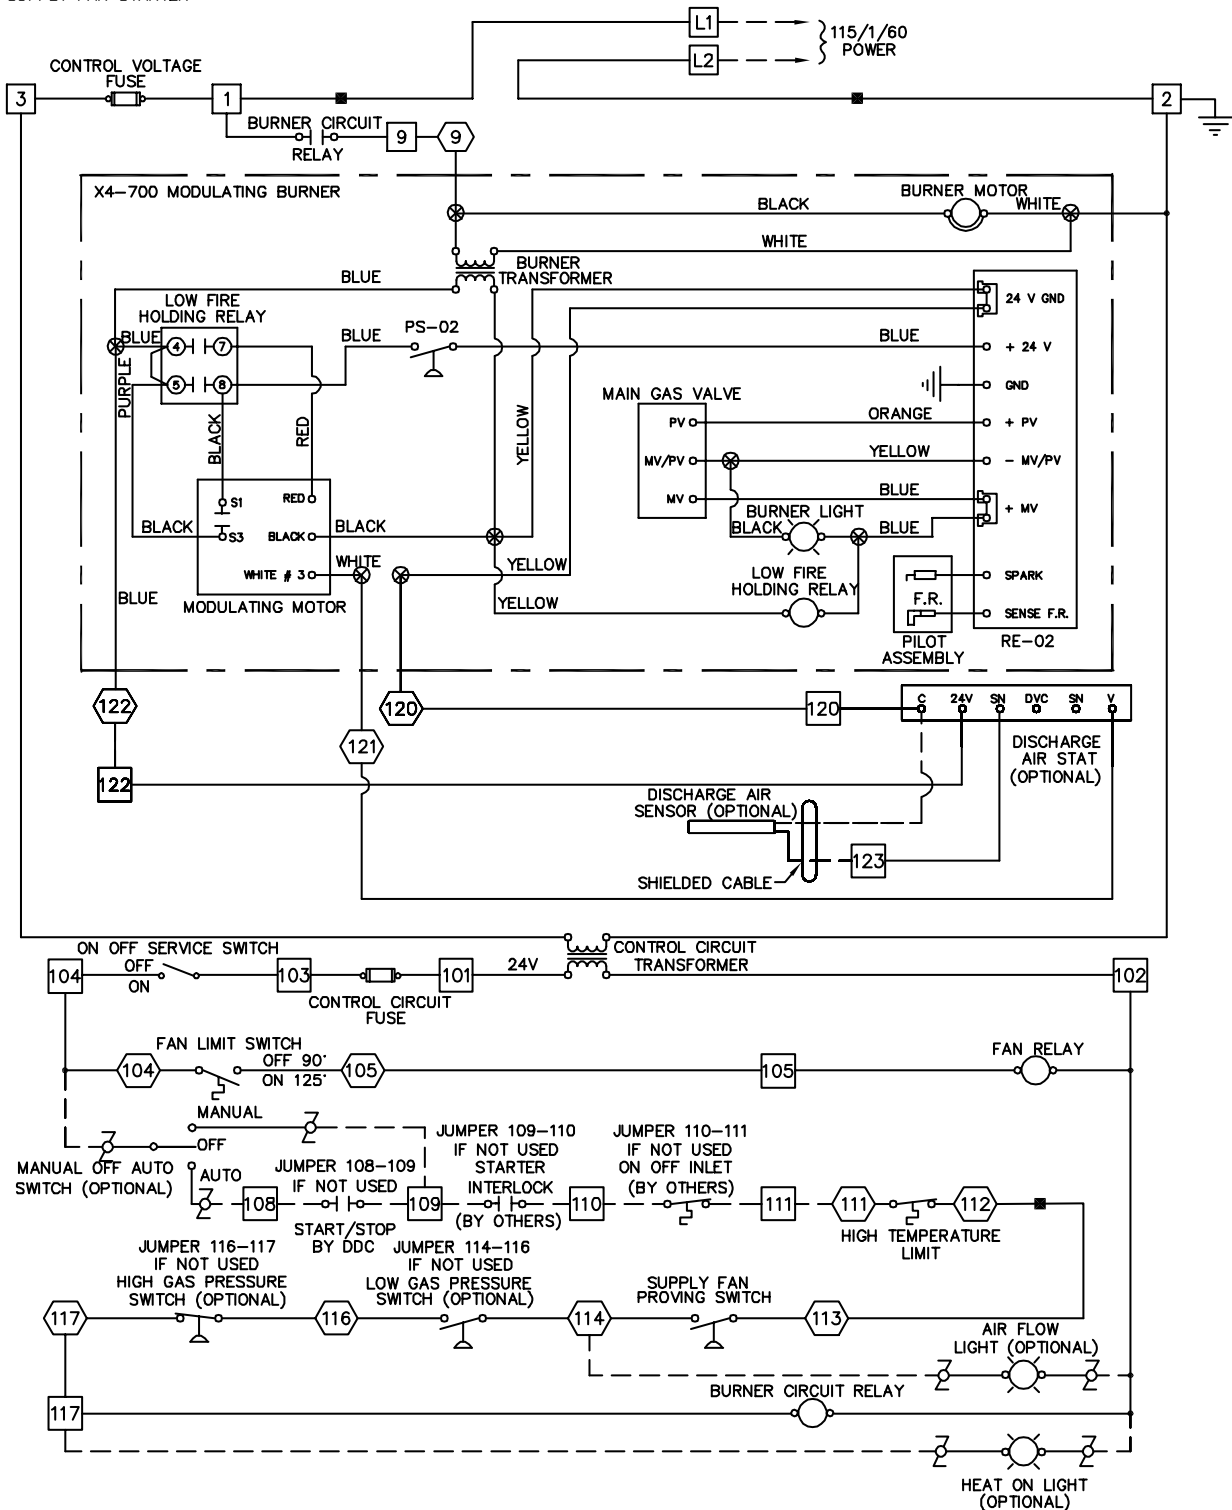 L1
115/1/60
POWER
L2
CONTROL VOLTAGE
FUSE
3
1
2
BURNER CIRCUIT
RELAY
9
9
X4-700 MODULATING BURNER
BURNER MOTOR
BLACK
WHITE
WHITE
BURNER
TRANSFORMER
BLUE
LOW FIRE
HOLDING RELAY
24 V GND
BLUE
4
7
BLUE
PS-02
BLUE
+ 24 V
PURPLE
5
8
GND
MAIN GAS VALVE
BLACK
RED
YELLOW
PV
ORANGE
+ PV
MV/PV
YELLOW
- MV/PV
S1
RED
MV
BLUE
+ MV
BURNER LIGHT
BLACK
S3
BLACK
BLACK
BLACK
BLUE
WHITE # 3
WHITE
YELLOW
LOW FIRE
HOLDING RELAY
SPARK
BLUE
MODULATING MOTOR
YELLOW
F.R.
SENSE F.R.
PILOT
ASSEMBLY
RE-02
C
24V
SN
DVC
SN
V
122
120
120
121
DISCHARGE
AIR STAT
(OPTIONAL)
122
DISCHARGE AIR
SENSOR (OPTIONAL)
123
SHIELDED CABLE
ON OFF SERVICE SWITCH
CONTROL CIRCUIT
TRANSFORMER
104
OFF
ON
103
101
24V
102
CONTROL CIRCUIT
FUSE
FAN LIMIT SWITCH
104
OFF 90°
ON 125°
105
105
FAN RELAY
MANUAL
OFF
AUTO
MANUAL OFF AUTO
SWITCH (OPTIONAL)
JUMPER 108-109
IF NOT USED
JUMPER 109-110
IF NOT USED
STARTER
INTERLOCK
(BY OTHERS)
JUMPER 110-111
IF NOT USED
ON OFF INLET
(BY OTHERS)
108
109
110
111
111
112
START/STOP
BY DDC
HIGH TEMPERATURE
LIMIT
JUMPER 116-117
IF NOT USED
HIGH GAS PRESSURE
SWITCH (OPTIONAL)
JUMPER 114-116
IF NOT USED
LOW GAS PRESSURE
SWITCH (OPTIONAL)
SUPPLY FAN
PROVING SWITCH
117
116
114
113
AIR FLOW
LIGHT (OPTIONAL)
117
BURNER CIRCUIT RELAY
HEAT ON LIGHT
(OPTIONAL)